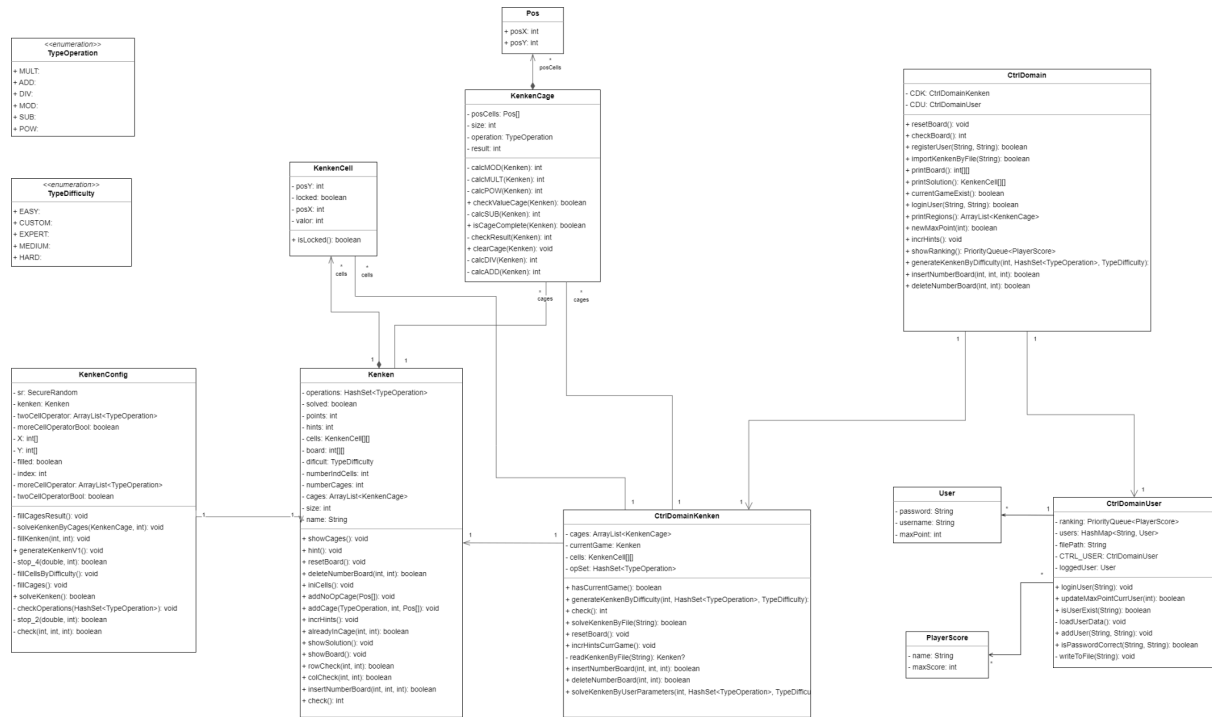 <<enumeration>>
TypeOperation
+ MULT:
+ ADD:
+ DIV:
+ MOD:
+ SUB:
+ POW:
<<enumeration>>
TypeDifficulty
+ EASY:
+ CUSTOM:
+ EXPERT:
+ MEDIUM:
+ HARD:
Pos
+ posX: int
+ posY: int
*
posCells
KenkenCage
- posCells: Pos[]
- size: int
- operation: TypeOperation
- result: int
- calcMOD(Kenken): int
- calcMULT(Kenken): int
- calcPOW(Kenken): int
+ checkValueCage(Kenken): boolean
- calcSUB(Kenken): int
+ isCageComplete(Kenken): boolean
- checkResult(Kenken): int
+ clearCage(Kenken): void
- calcDIV(Kenken): int
- calcADD(Kenken): int
*
cages
*
cages
KenkenCell
- posY: int
- locked: boolean
- posX: int
- valor: int
+ isLocked(): boolean
*
cells
*
cells
CtrlDomain
- CDK: CtrlDomainKenken
- CDU: CtrlDomainUser
+ resetBoard(): void
+ checkBoard(): int
+ registerUser(String, String): boolean
+ importKenkenByFile(String): boolean
+ printBoard(): int[][]
+ printSolution(): KenkenCell[][]
+ currentGameExist(): boolean
+ loginUser(String, String): boolean
+ printRegions(): ArrayList<KenkenCage>
+ newMaxPoint(int): boolean
+ incrHints(): void
+ showRanking(): PriorityQueue<PlayerScore>
+ generateKenkenByDifficulty(int, HashSet<TypeOperation>, TypeDifficulty):
+ insertNumberBoard(int, int, int): boolean
+ deleteNumberBoard(int, int): boolean
1
1
KenkenConfig
- sr: SecureRandom
- kenken: Kenken
- twoCellOperator: ArrayList<TypeOperation>
- moreCellOperatorBool: boolean
- X: int[]
- Y: int[]
- filled: boolean
- index: int
- moreCellOperator: ArrayList<TypeOperation>
- twoCellOperatorBool: boolean
- fillCagesResult(): void
- solveKenkenByCages(KenkenCage, int): void
- fillKenken(int, int): void
+ generateKenkenV1(): void
- stop_4(double, int): boolean
- fillCellsByDifficulty(): void
- fillCages(): void
+ solveKenken(): boolean
- checkOperations(HashSet<TypeOperation>): void
- stop_2(double, int): boolean
- check(int, int, int): boolean
1
1
1
1
Kenken
- operations: HashSet<TypeOperation>
- solved: boolean
- points: int
- hints: int
- cells: KenkenCell[][]
- board: int[][]
- dificult: TypeDifficulty
- numberIndCells: int
- numberCages: int
- cages: ArrayList<KenkenCage>
- size: int
- name: String
+ showCages(): void
+ hint(): void
+ resetBoard(): void
+ deleteNumberBoard(int, int): boolean
+ iniCells(): void
+ addNoOpCage(Pos[]): void
+ addCage(TypeOperation, int, Pos[]): void
+ incrHints(): void
+ alreadyInCage(int, int): boolean
+ showSolution(): void
+ showBoard(): void
+ rowCheck(int, int): boolean
+ colCheck(int, int): boolean
+ insertNumberBoard(int, int, int): boolean
+ check(): int
1
1
1
1
1
CtrlDomainKenken
- cages: ArrayList<KenkenCage>
- currentGame: Kenken
- cells: KenkenCell[][]
- opSet: HashSet<TypeOperation>
+ hasCurrentGame(): boolean
+ generateKenkenByDifficulty(int, HashSet<TypeOperation>, TypeDifficulty):
+ check(): int
+ solveKenkenByFile(String): boolean
+ resetBoard(): void
+ incrHintsCurrGame(): void
- readKenkenByFile(String): Kenken?
+ insertNumberBoard(int, int, int): boolean
+ deleteNumberBoard(int, int): boolean
+ solveKenkenByUserParameters(int, HashSet<TypeOperation>, TypeDifficu
User
- password: String
- username: String
- maxPoint: int
*
1
1
CtrlDomainUser
- ranking: PriorityQueue<PlayerScore>
- users: HashMap<String, User>
- filePath: String
- CTRL_USER: CtrlDomainUser
- loggedUser: User
+ loginUser(String): void
+ updateMaxPointCurrUser(int): boolean
+ isUserExist(String): boolean
- loadUserData(): void
+ addUser(String, String): void
+ isPasswordCorrect(String, String): boolean
- writeToFile(String): void
*
*
PlayerScore
- name: String
- maxScore: int